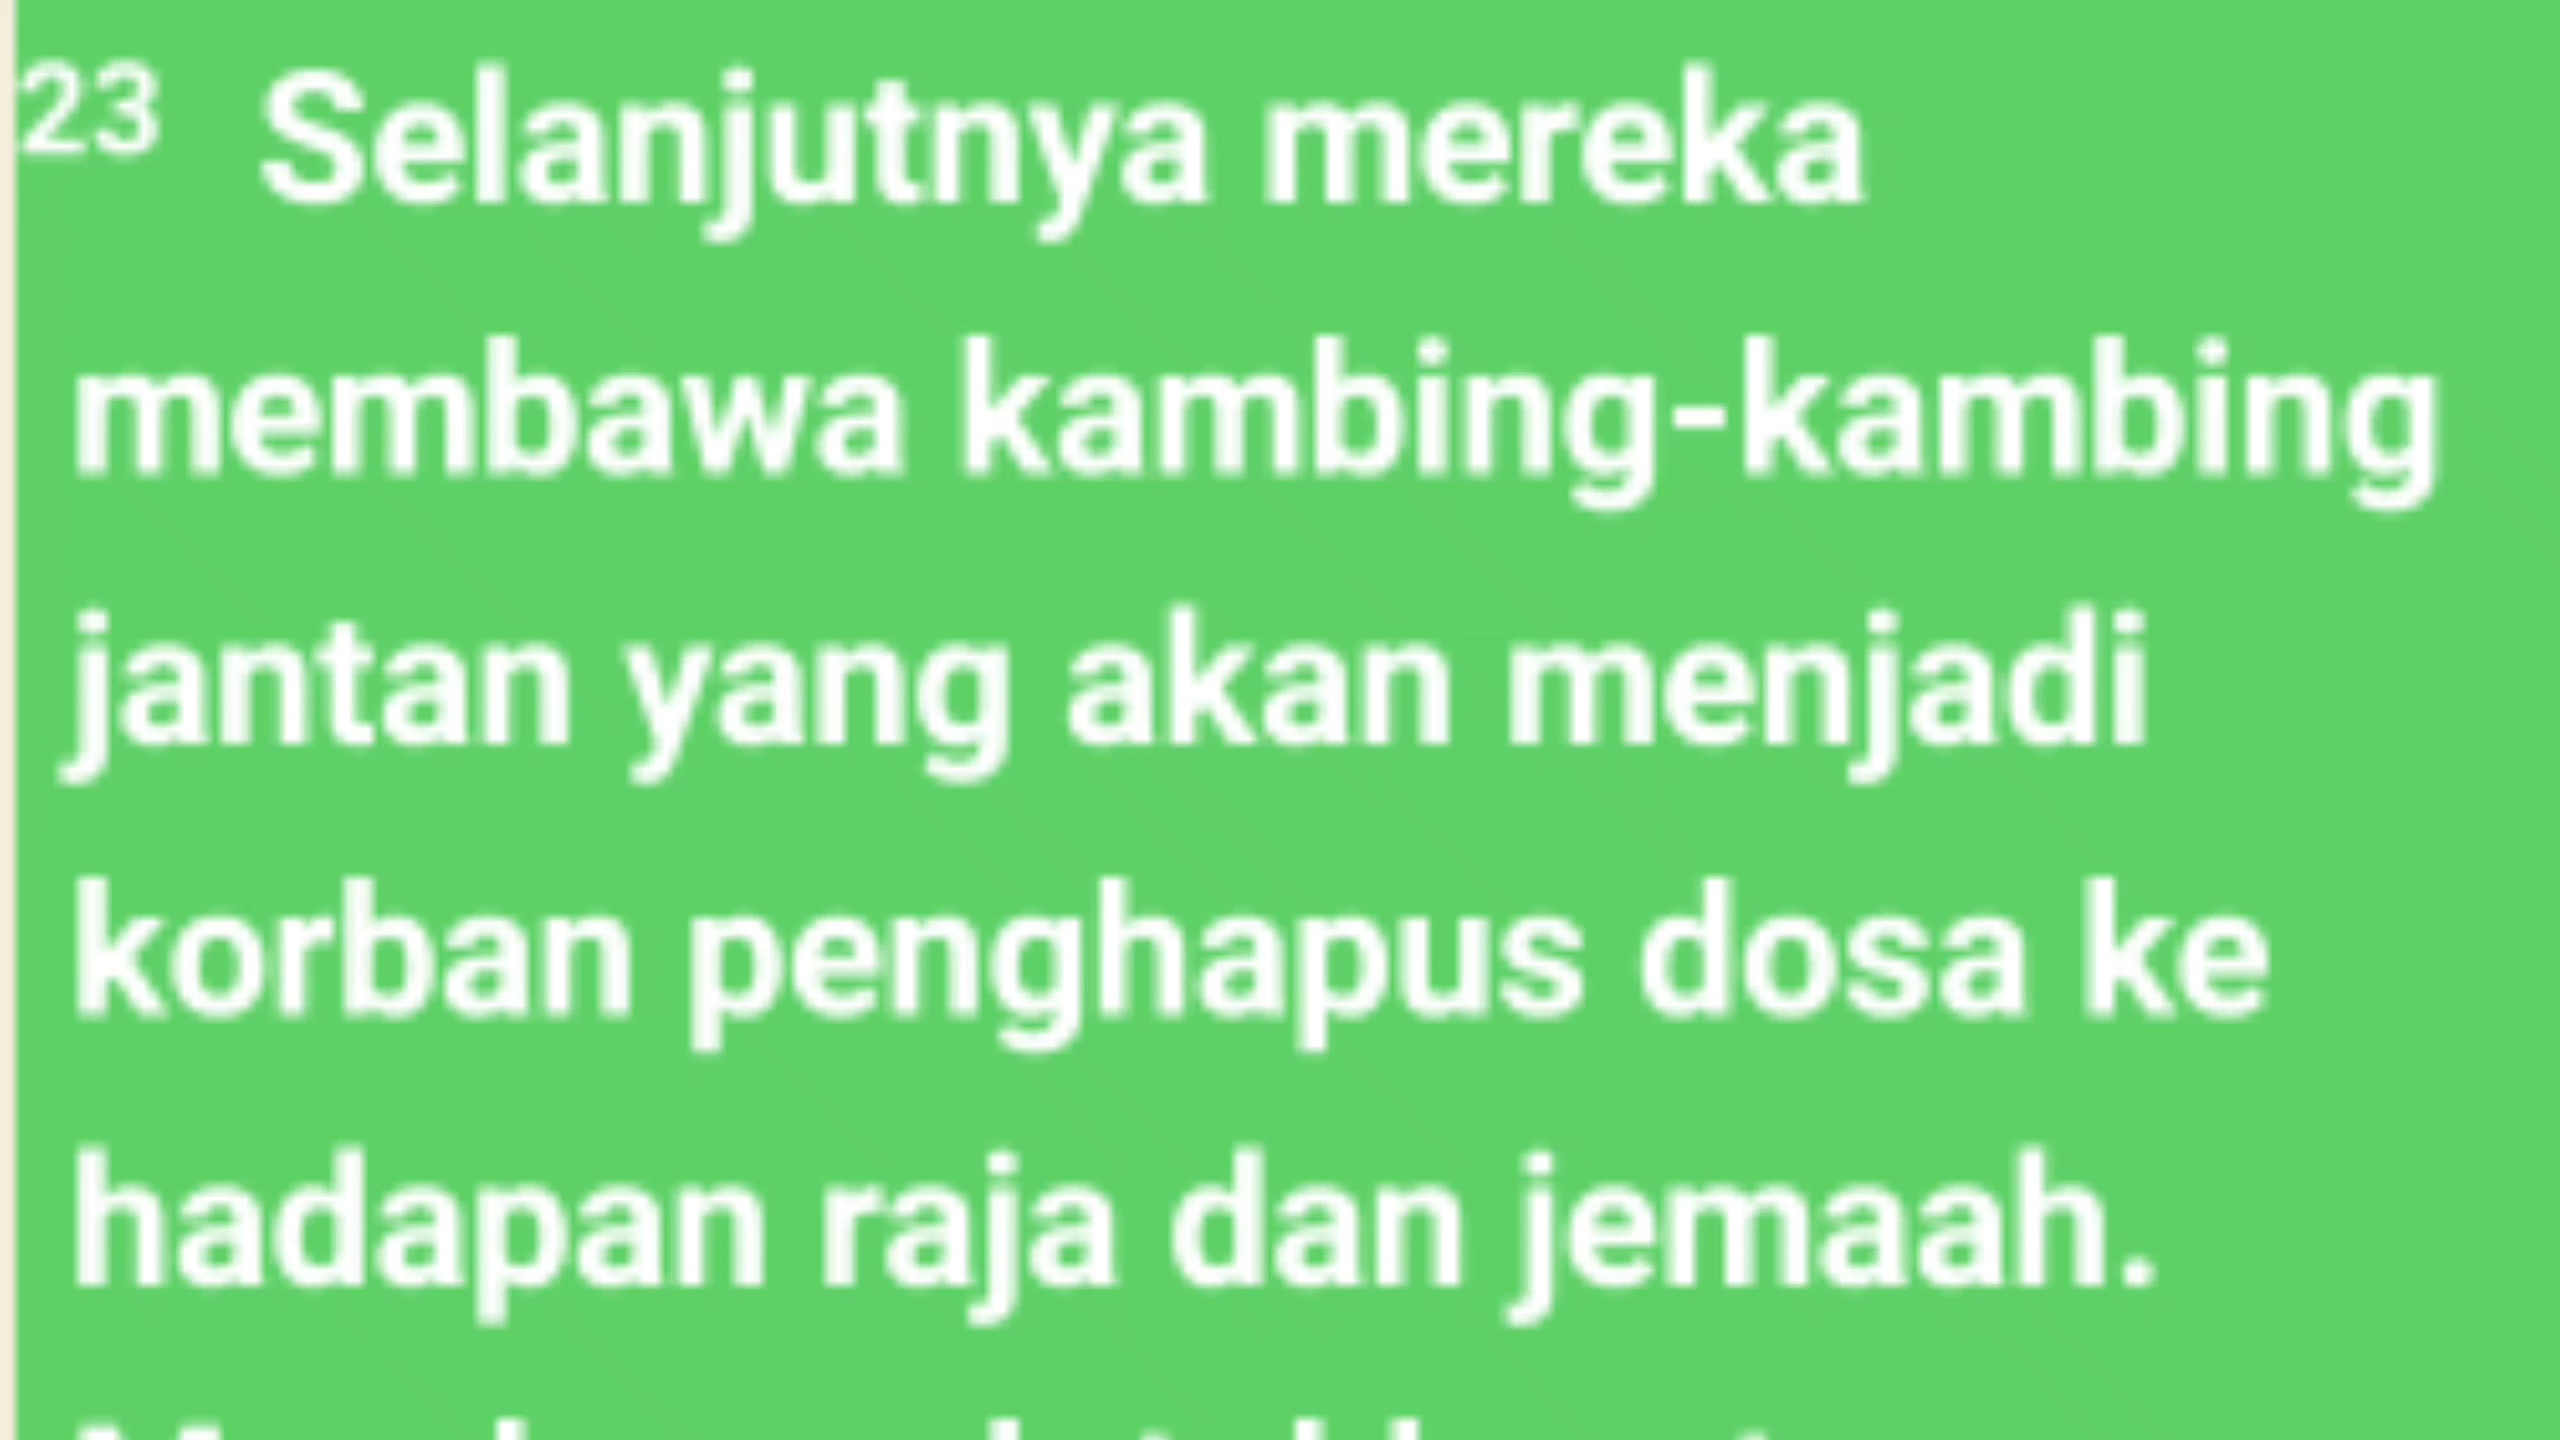 23 Selanjutnya mereka
membawa kambing-kambing
jantan yang akan menjadi
korban penghapus dosa ke
hadapan raja dan jemaah.